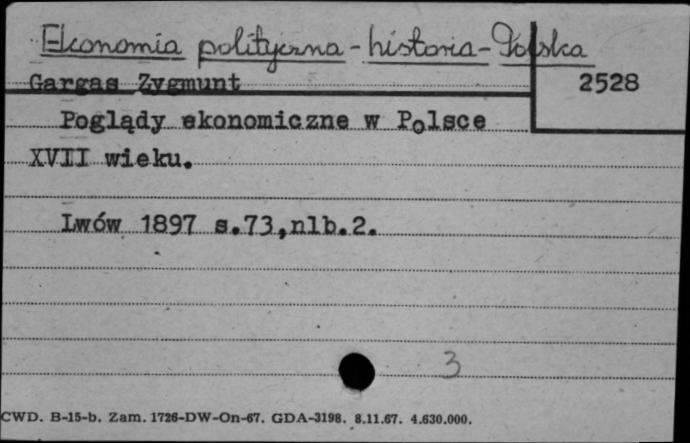 Ekonomia polityczna - historia - Polska
Gargas Zygmunt
2528
Poglądy ekonomiczne w Polsce
XVII wieku.
Lwów 1897 s.73,nlb.2.
3
CWD. B-15-b. Zam. 1726-DW-On-67. GDA-3198. 8.11.67. 4.630.000.